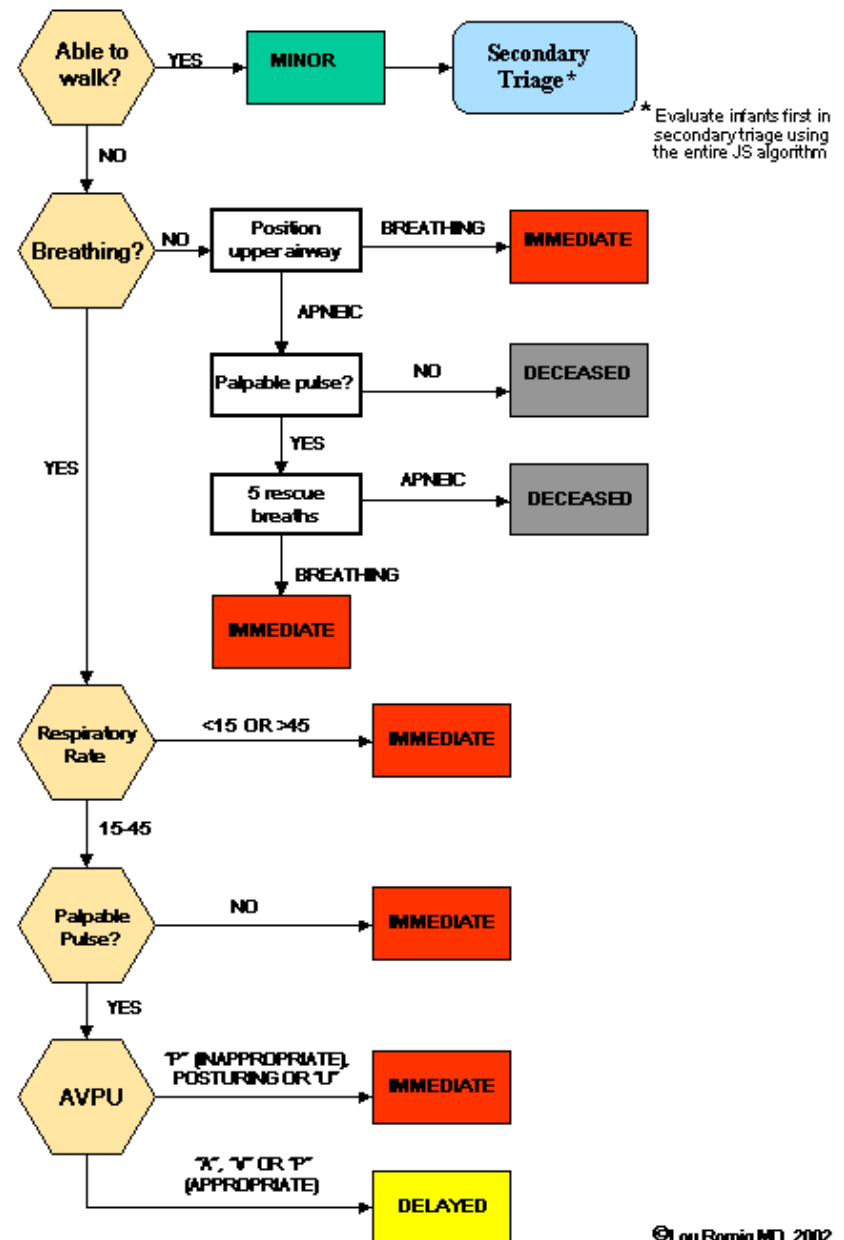 Able to
walk?
YES
MINOR
Secondary
Triage*
* Evaluate infants first in
secondary triage using
the entire JS algorithm
NO
Breathing?
NO
Position
upper airway
BREATHING
IMMEDIATE
APNEIC
Palpable pulse?
NO
DECEASED
YES
5 rescue
breaths
APNEIC
DECEASED
BREATHING
IMMEDIATE
YES
Respiratory
Rate
<15 OR >45
IMMEDIATE
15-45
Palpable
Pulse?
NO
IMMEDIATE
YES
AVPU
"P" (INAPPROPRIATE),
POSTURING OR "U"
IMMEDIATE
"A", "V" OR "P"
(APPROPRIATE)
DELAYED
©Lou Romig MD, 2002